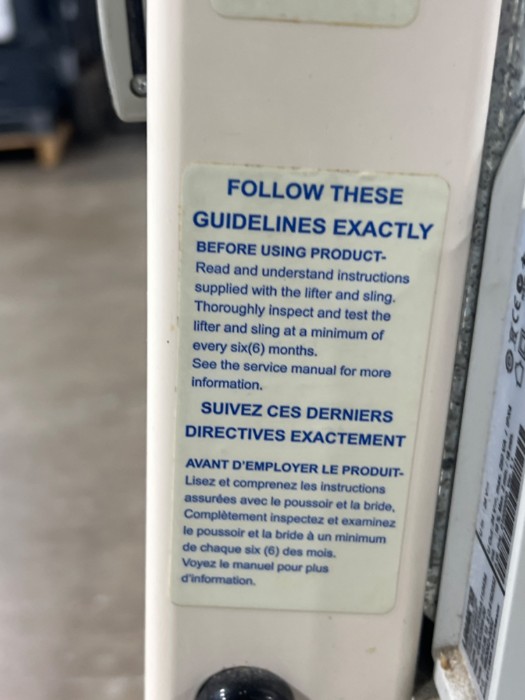 FOLLOW THESE
GUIDELINES EXACTLY
BEFORE USING PRODUCT-
Read and understand instructions
supplied with the lifter and sling.
Thoroughly inspect and test the
lifter and sling at a minimum of
every six(6) months.
See the service manual for more
information.
SUIVEZ CES DERNIERS
DIRECTIVES EXACTEMENT
AVANT D'EMPLOYER LE PRODUIT-
Lisez et comprenez les instructions
assurées avec le poussoir et la bride,
Complètement inspectez et examinez
le poussoir et la bride à un minimum
de chaque six (6) des mois.
Voyez le manuel pour plus
d'information.